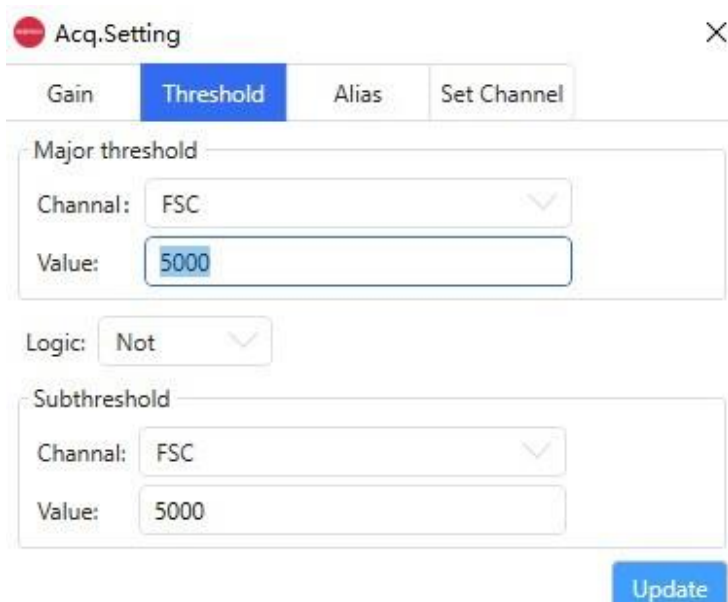 Acq.Setting
Gain Threshold Alias Set Channel
Major threshold
Channal: FSC
Value: 5000
Logic: Not
Subthreshold
Channal: FSC
Value: 5000
Update